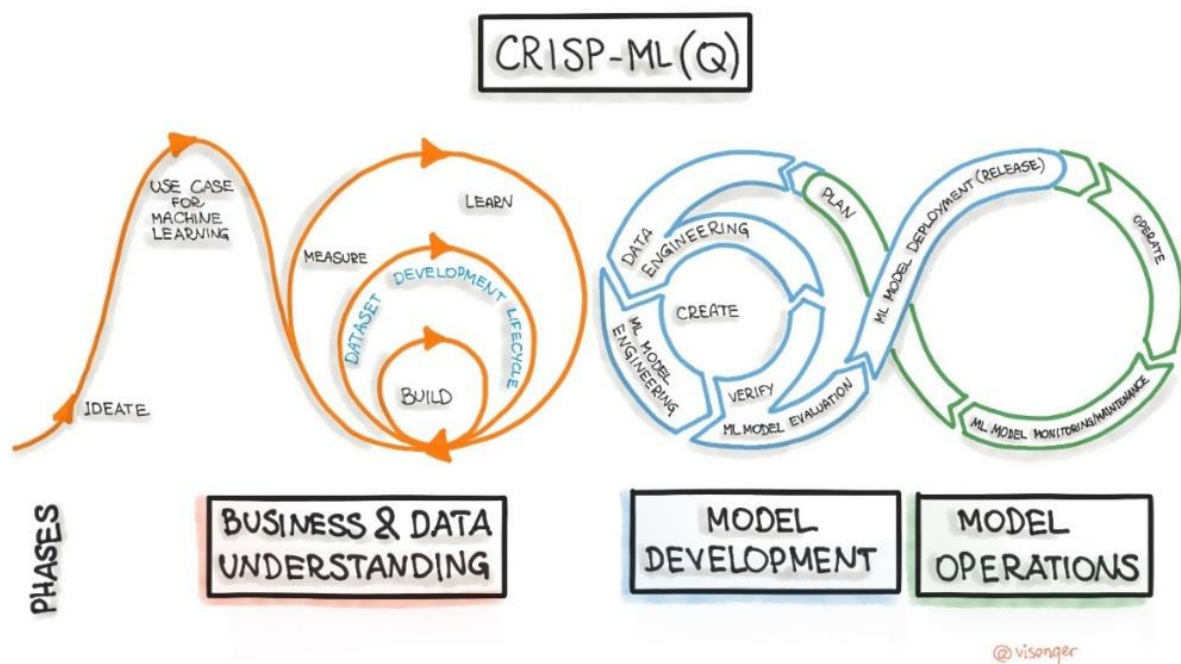 CRISP-ML(Q)
IDEATE
USE CASE
FOR
MACHINE
LEARNING
MEASURE
LEARN
DATASET DEVELOPMENT LIFECYCLE
BUILD
DATA
ENGINEERING
CREATE
ML MODEL
ENGINEERING
VERIFY
ML MODEL EVALUATION
PLAN
ML MODEL DEPLOYMENT (RELEASE)
OPERATE
ML MODEL MONITORING/MAINTENANCE
PHASES
BUSINESS & DATA
UNDERSTANDING
MODEL
DEVELOPMENT
MODEL
OPERATIONS
@visenger